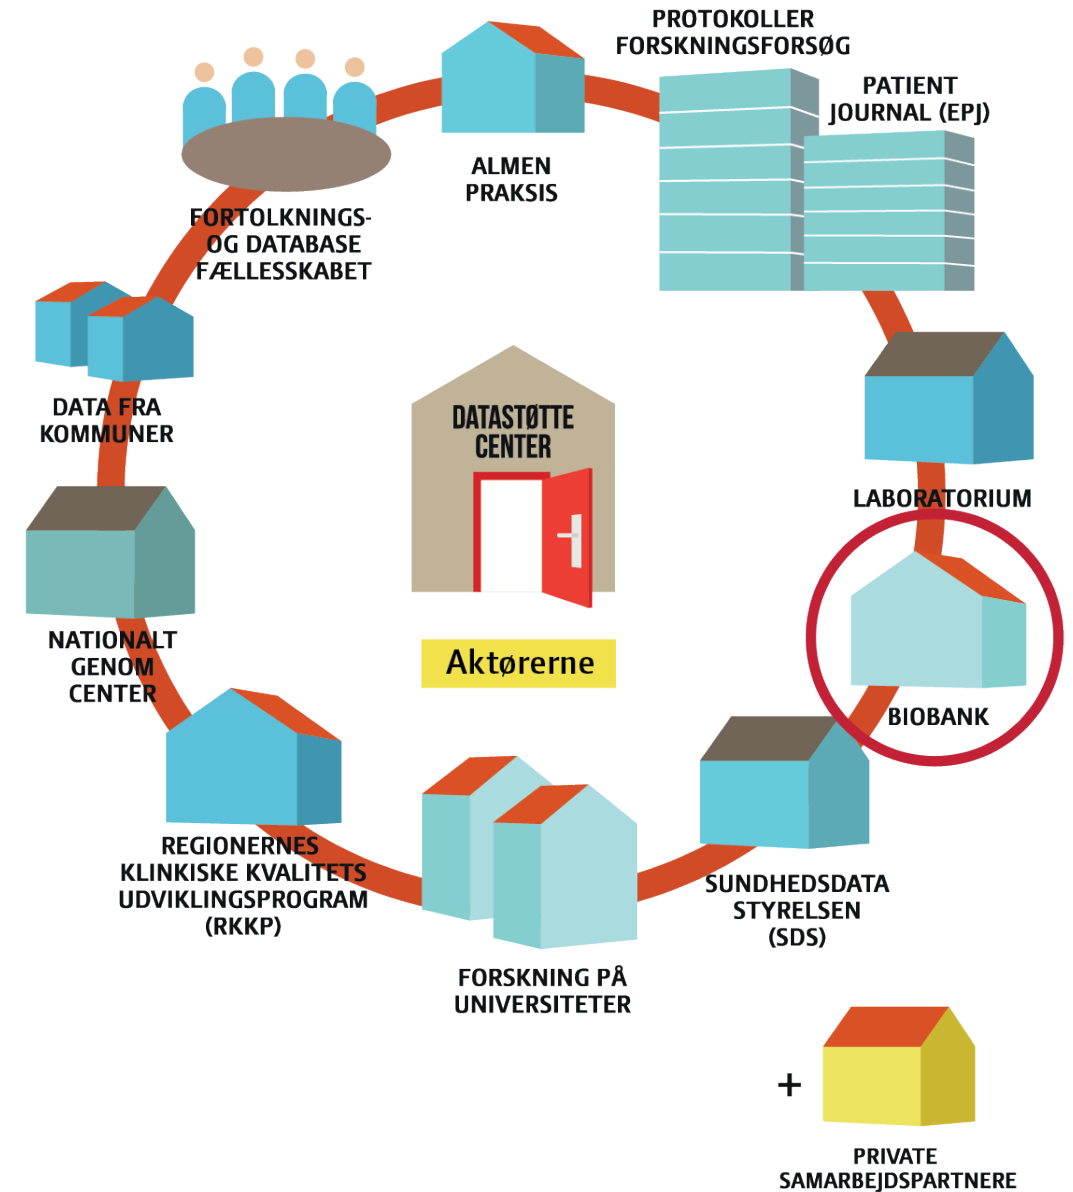 PROTOKOLLER
FORSKNINGSFORSØG
PATIENT
JOURNAL (EPJ)
ALMEN
PRAKSIS
FORTOLKNINGS-
OG DATABASE
FÆLLESSKABET
DATA FRA
KOMMUNER
DATASTØTTE
CENTER
LABORATORIUM
NATIONALT
GENOM
CENTER
Aktørerne
BIOBANK
REGIONERNES
KLINKISKE KVALITETS
UDVIKLINGSPROGRAM
(RKKP)
SUNDHEDSDATA
STYRELSEN
(SDS)
FORSKNING PÅ
UNIVERSITETER
+
PRIVATE
SAMARBEJDSPARTNERE